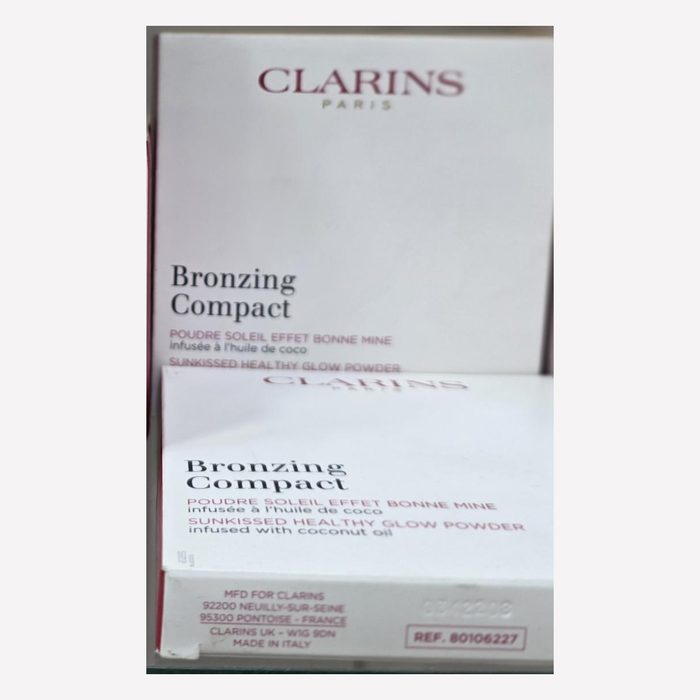 CLARINS
PARIS
Bronzing
Compact
POUDRE SOLEIL EFFET BONNE MINE
infusée à l'huile de coco
SUNKISSED HEALTHY GLOW POWDER
CLARINS
PARIS
Bronzing
Compact
POUDRE SOLEIL EFFET BONNE MINE
infusée à l'huile de coco
SUNKISSED HEALTHY GLOW POWDER
infused with coconut oil
MFD FOR CLARINS
92200 NEUILLY-SUR-SEINE
95300 PONTOISE - FRANCE
CLARINS UK - W1G 9DN
MADE IN ITALY
REF. 80106227